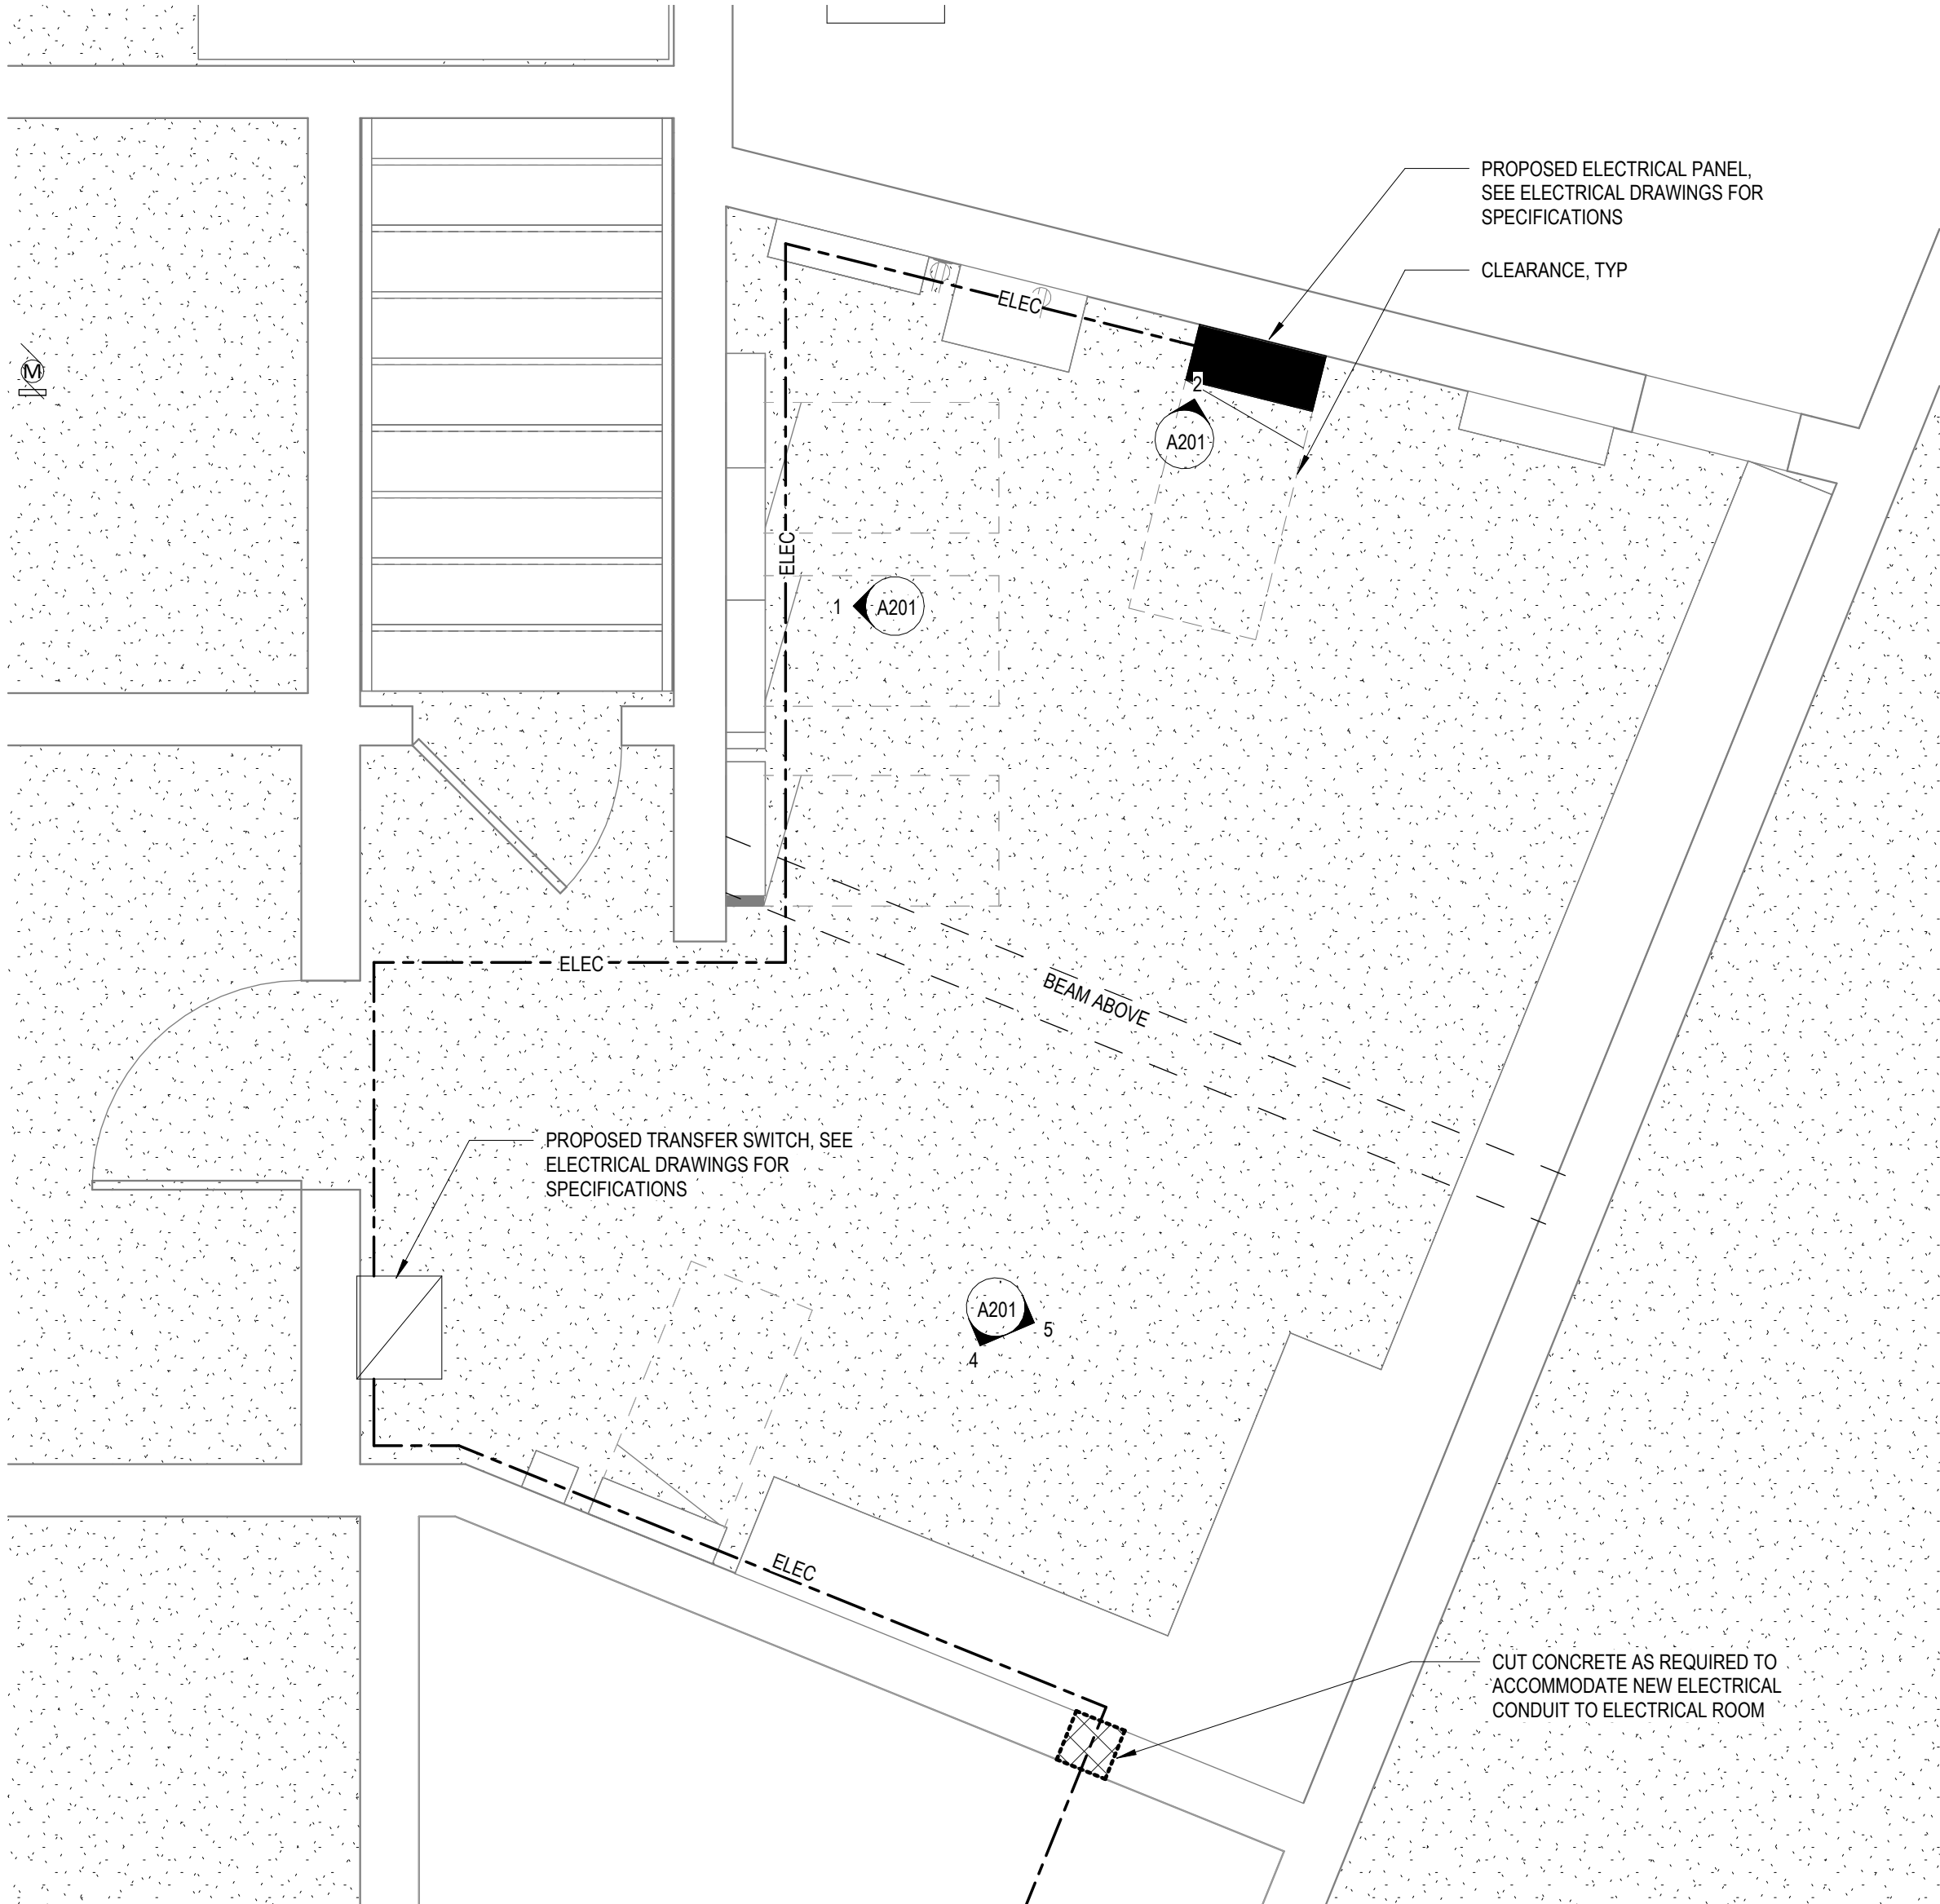 PROPOSED ELECTRICAL PANEL,
SEE ELECTRICAL DRAWINGS FOR
SPECIFICATIONS
CLEARANCE, TYP
ELEC
M
2
A201
ELEC
1
A201
ELEC
BEAM ABOVE
PROPOSED TRANSFER SWITCH, SEE
ELECTRICAL DRAWINGS FOR
SPECIFICATIONS
A201
5
4
ELEC
CUT CONCRETE AS REQUIRED TO
ACCOMMODATE NEW ELECTRICAL
CONDUIT TO ELECTRICAL ROOM